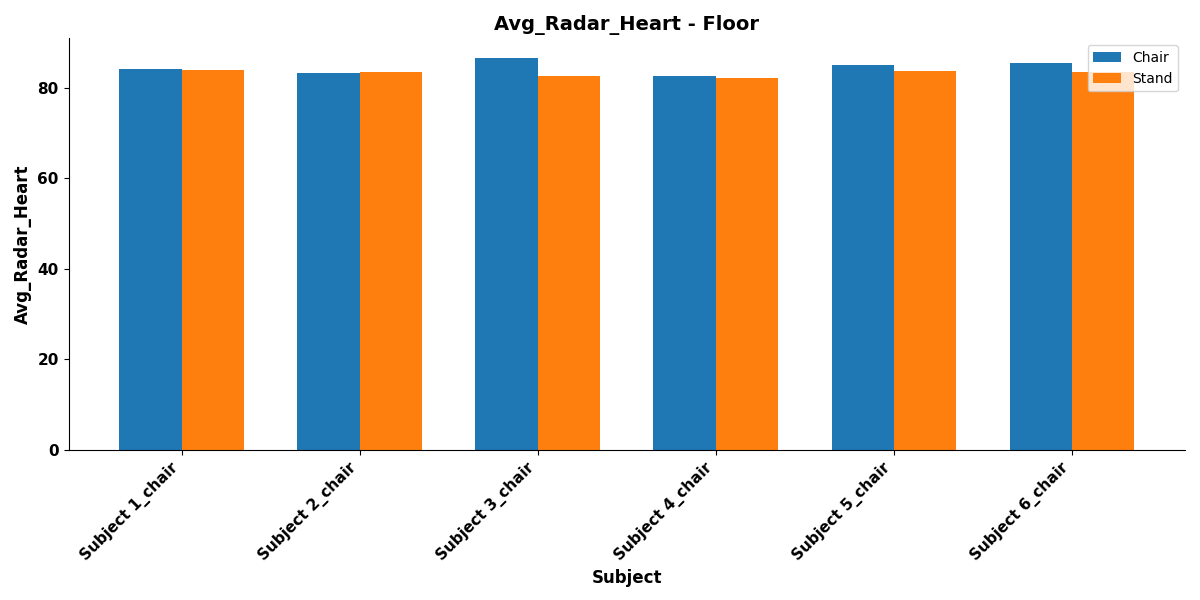 Avg_Radar_Heart - Floor
Chair
Stand
Avg_Radar_Heart
80
60
40
20
0
Subject 1_chair
Subject 2_chair
Subject 3_chair
Subject 4_chair
Subject 5_chair
Subject 6_chair
Subject